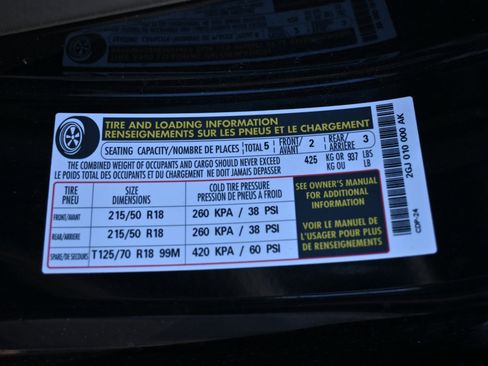 TIRE AND LOADING INFORMATION
RENSEIGNEMENTS SUR LES PNEUS ET LE CHARGEMENT
SEATING CAPACITY/NOMBRE DE PLACES TOTAL 5 FRONT/AVANT 2 REAR/ARRIÈRE 3
THE COMBINED WEIGHT OF OCCUPANTS AND CARGO SHOULD NEVER EXCEED 425 KG OR 937 LBS
LE POIDS TOTAL DES OCCUPANTS ET DU CHARGEMENT NE DOIT JAMAIS DÉPASSER KG OU LB
TIRE SIZE COLD TIRE PRESSURE
PNEU DIMENSIONS PRESSION DE PNEUS À FROID
FRONT/AVANT 215/50 R18 260 KPA / 38 PSI
REAR/ARRIERE 215/50 R18 260 KPA / 38 PSI
SPARE/DE SECOURS T125/70 R18 99M 420 KPA / 60 PSI
SEE OWNER'S MANUAL
FOR ADDITIONAL
INFORMATION
VOIR LE MANUEL DE
L'USAGER POUR PLUS
DE RENSEIGNEMENTS
2GJ 010 000 AK
CDP-24